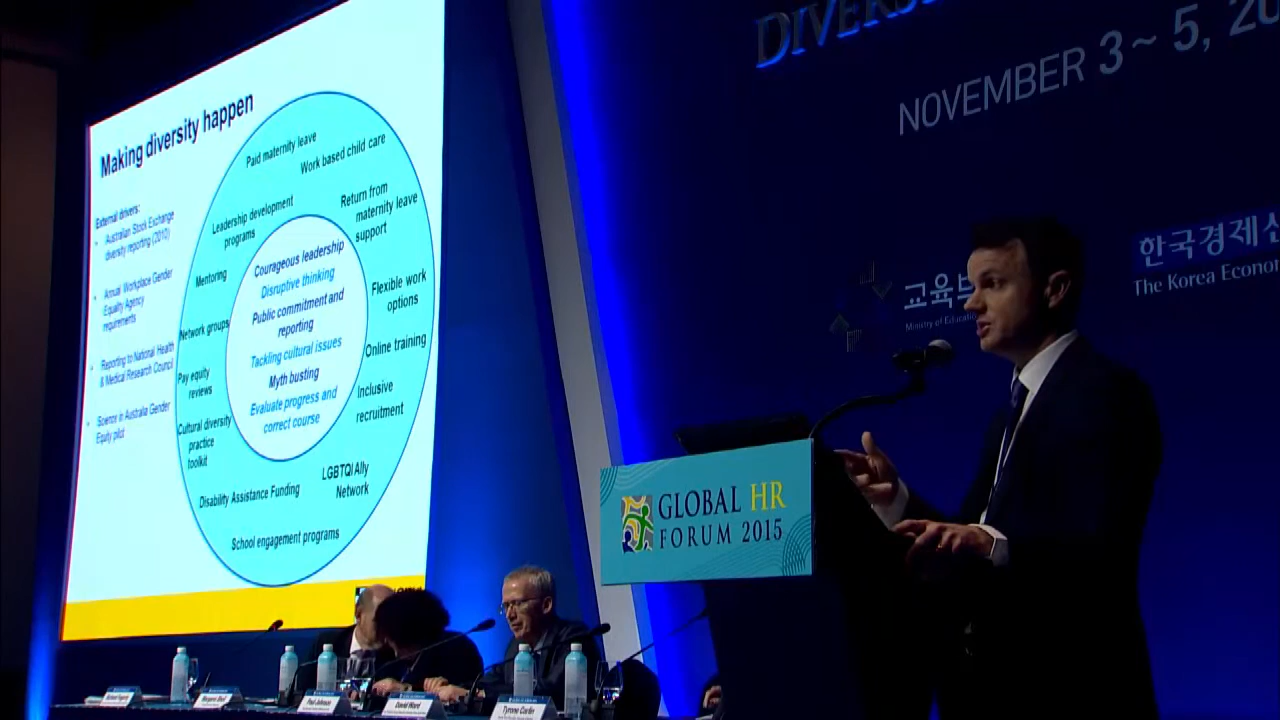 Making diversity happen
External drivers:
Australian Stock Exchange
diversity reporting (2010)
Annual Workplace Gender
Equality Agency
requirements
Reporting to National Health
& Medical Research Council
Science in Australia Gender
Equity pilot
Paid maternity leave
Work based child care
Leadership development
programs
Return from
maternity leave
support
Mentoring
Flexible work
options
Network groups
Online training
Pay equity
reviews
Inclusive
recruitment
Cultural diversity
practice
toolkit
LGBTQI Ally
Network
Disability Assistance Funding
School engagement programs
Courageous leadership
Disruptive thinking
Public commitment and
reporting
Tackling cultural issues
Myth busting
Evaluate progress and
correct course
NOVEMBER 3 ~ 5, 20
한국경제신
The Korea Econom
교육부
Ministry of Education
GLOBAL HR
FORUM 2015
Paul Johnson
David Ward
Tyrone Carlin